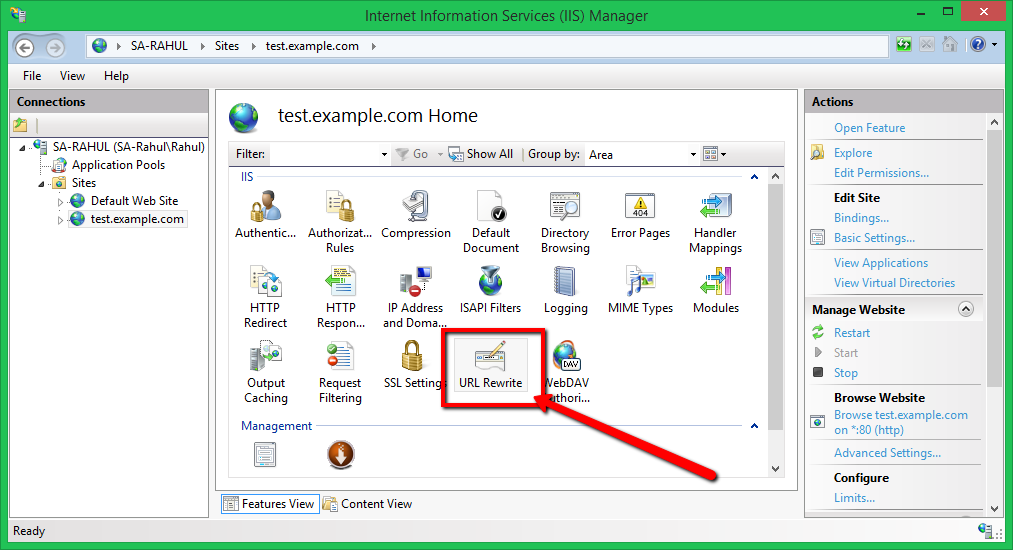 Internet Information Services (IIS) Manager
SA-RAHUL
Sites
test.example.com
File
View
Help
Connections
SA-RAHUL (SA-Rahul\Rahul)
Application Pools
Sites
Default Web Site
test.example.com
test.example.com Home
Filter:
Go
Show All
Group by:
Area
IIS
Authentic...
Authorizat...
Rules
Compression
Default
Document
Directory
Browsing
404
Error Pages
Handler
Mappings
HTTP
Redirect
HTTP
Respon...
IP Address
and Doma...
ISAPI Filters
Logging
MIME Types
Modules
Output
Caching
Request
Filtering
SSL Settings
URL Rewrite
DAV
WebDAV
Authori...
Management
Features View
Content View
Actions
Open Feature
Explore
Edit Permissions...
Edit Site
Bindings...
Basic Settings...
View Applications
View Virtual Directories
Manage Website
Restart
Start
Stop
Browse Website
Browse test.example.com
on *:80 (http)
Advanced Settings...
Configure
Limits...
Ready